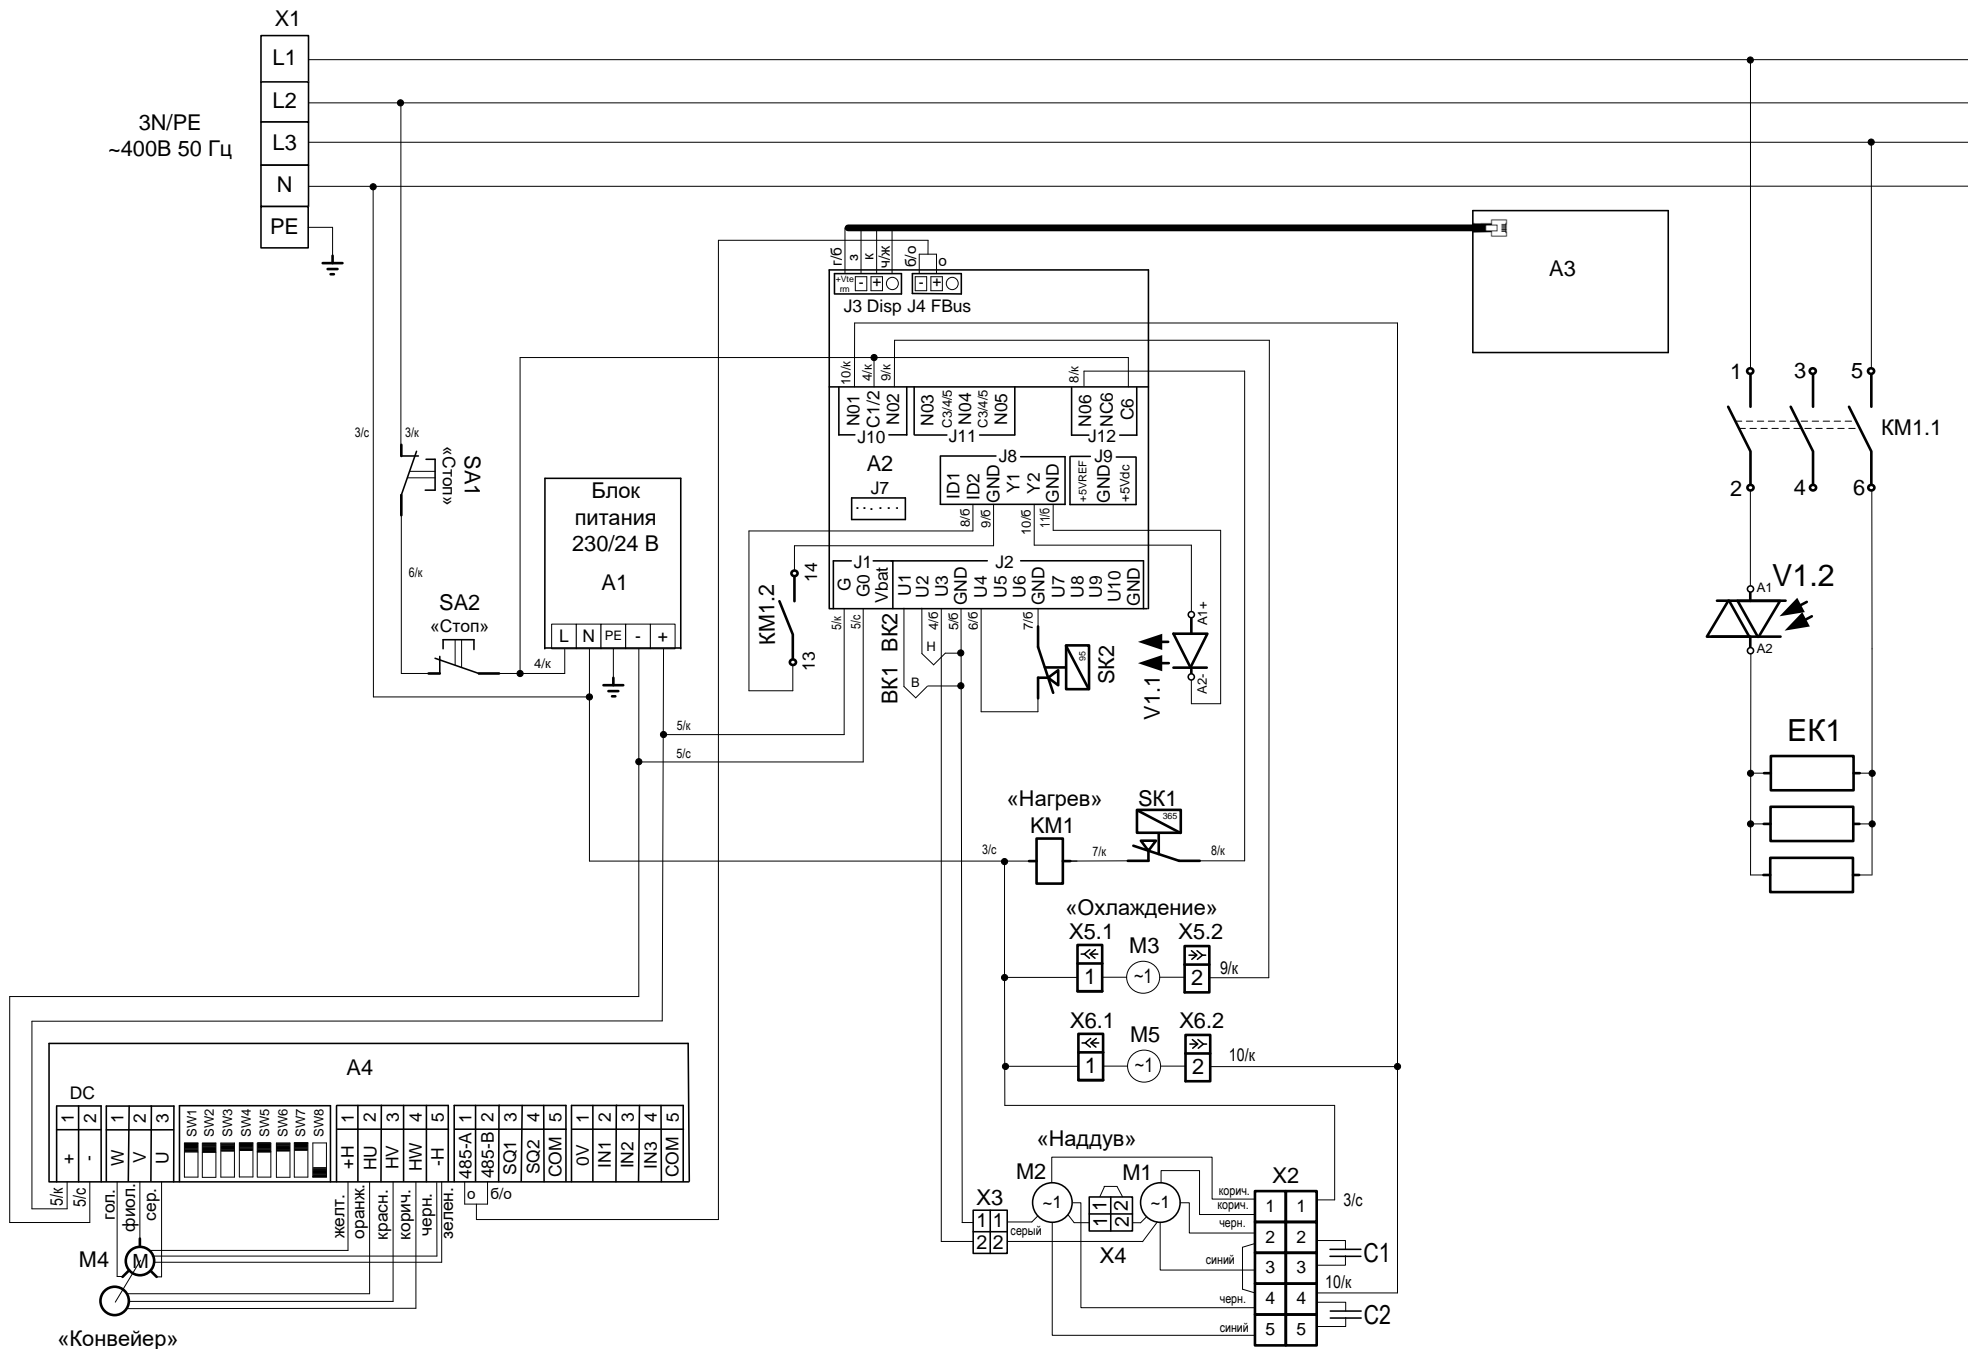 X1
L1
L2
L3
N
PE
3N/PE
~400В 50 Гц
3/с
3/к
SA1
«Стоп»
6/к
SA2
«Стоп»
4/к
Блок
питания
230/24 В
A1
L N PE - +
5/к
5/с
г/б з к ч/ж б/о о
+Vterm - +
- +
J3 Disp J4 FBus
A3
10/к 4/к 9/к
8/к
N01 C1/2 N02
N03 C3/4/5 N04 C3/4/5 N05
N06 NC6 C6
J10 J11 J12
A2
J7
J8
ID1 ID2 GND Y1 Y2 GND
J9
+5VREF GND +5Vdc
8/б 9/б 10/б 11/б
J1
G G0 Vbat
J2
U1 U2 U3 GND U4 U5 U6 GND U7 U8 U9 U10 GND
5/к 5/с 4/б 5/б 6/б 7/б
KM1.2
14
13
BK1 BK2
Н
В
SK2
95
V1.1
A1+
A2-
1 3 5
KM1.1
2 4 6
V1.2
A1
A2
EK1
«Нагрев»
KM1
SK1
365
3/с 7/к 8/к
«Охлаждение»
X5.1 M3 X5.2
1 ~1 2
9/к
X6.1 M5 X6.2
1 ~1 2
10/к
«Наддув»
M2 M1 X2
~1 ~1
X3
1 1
2 2
серый
1 2
1 2
X4
корич.
корич.
черн.
синий
черн.
синий
1 1
2 2
3 3
4 4
5 5
3/с
C1
10/к
C2
A4
DC
1 2
+ -
1 2 3
W V U
SW1 SW2 SW3 SW4 SW5 SW6 SW7 SW8
1 2 3 4 5
+H HU HV HW -H
1 2 3 4 5
485-A 485-B SQ1 SQ2 COM
1 2 3 4 5
0V IN1 IN2 IN3 COM
5/к 5/с
гол. фиол. сер.
желт. оранж. красн. корич. черн. зелен.
о б/о
M4
M
«Конвейер»